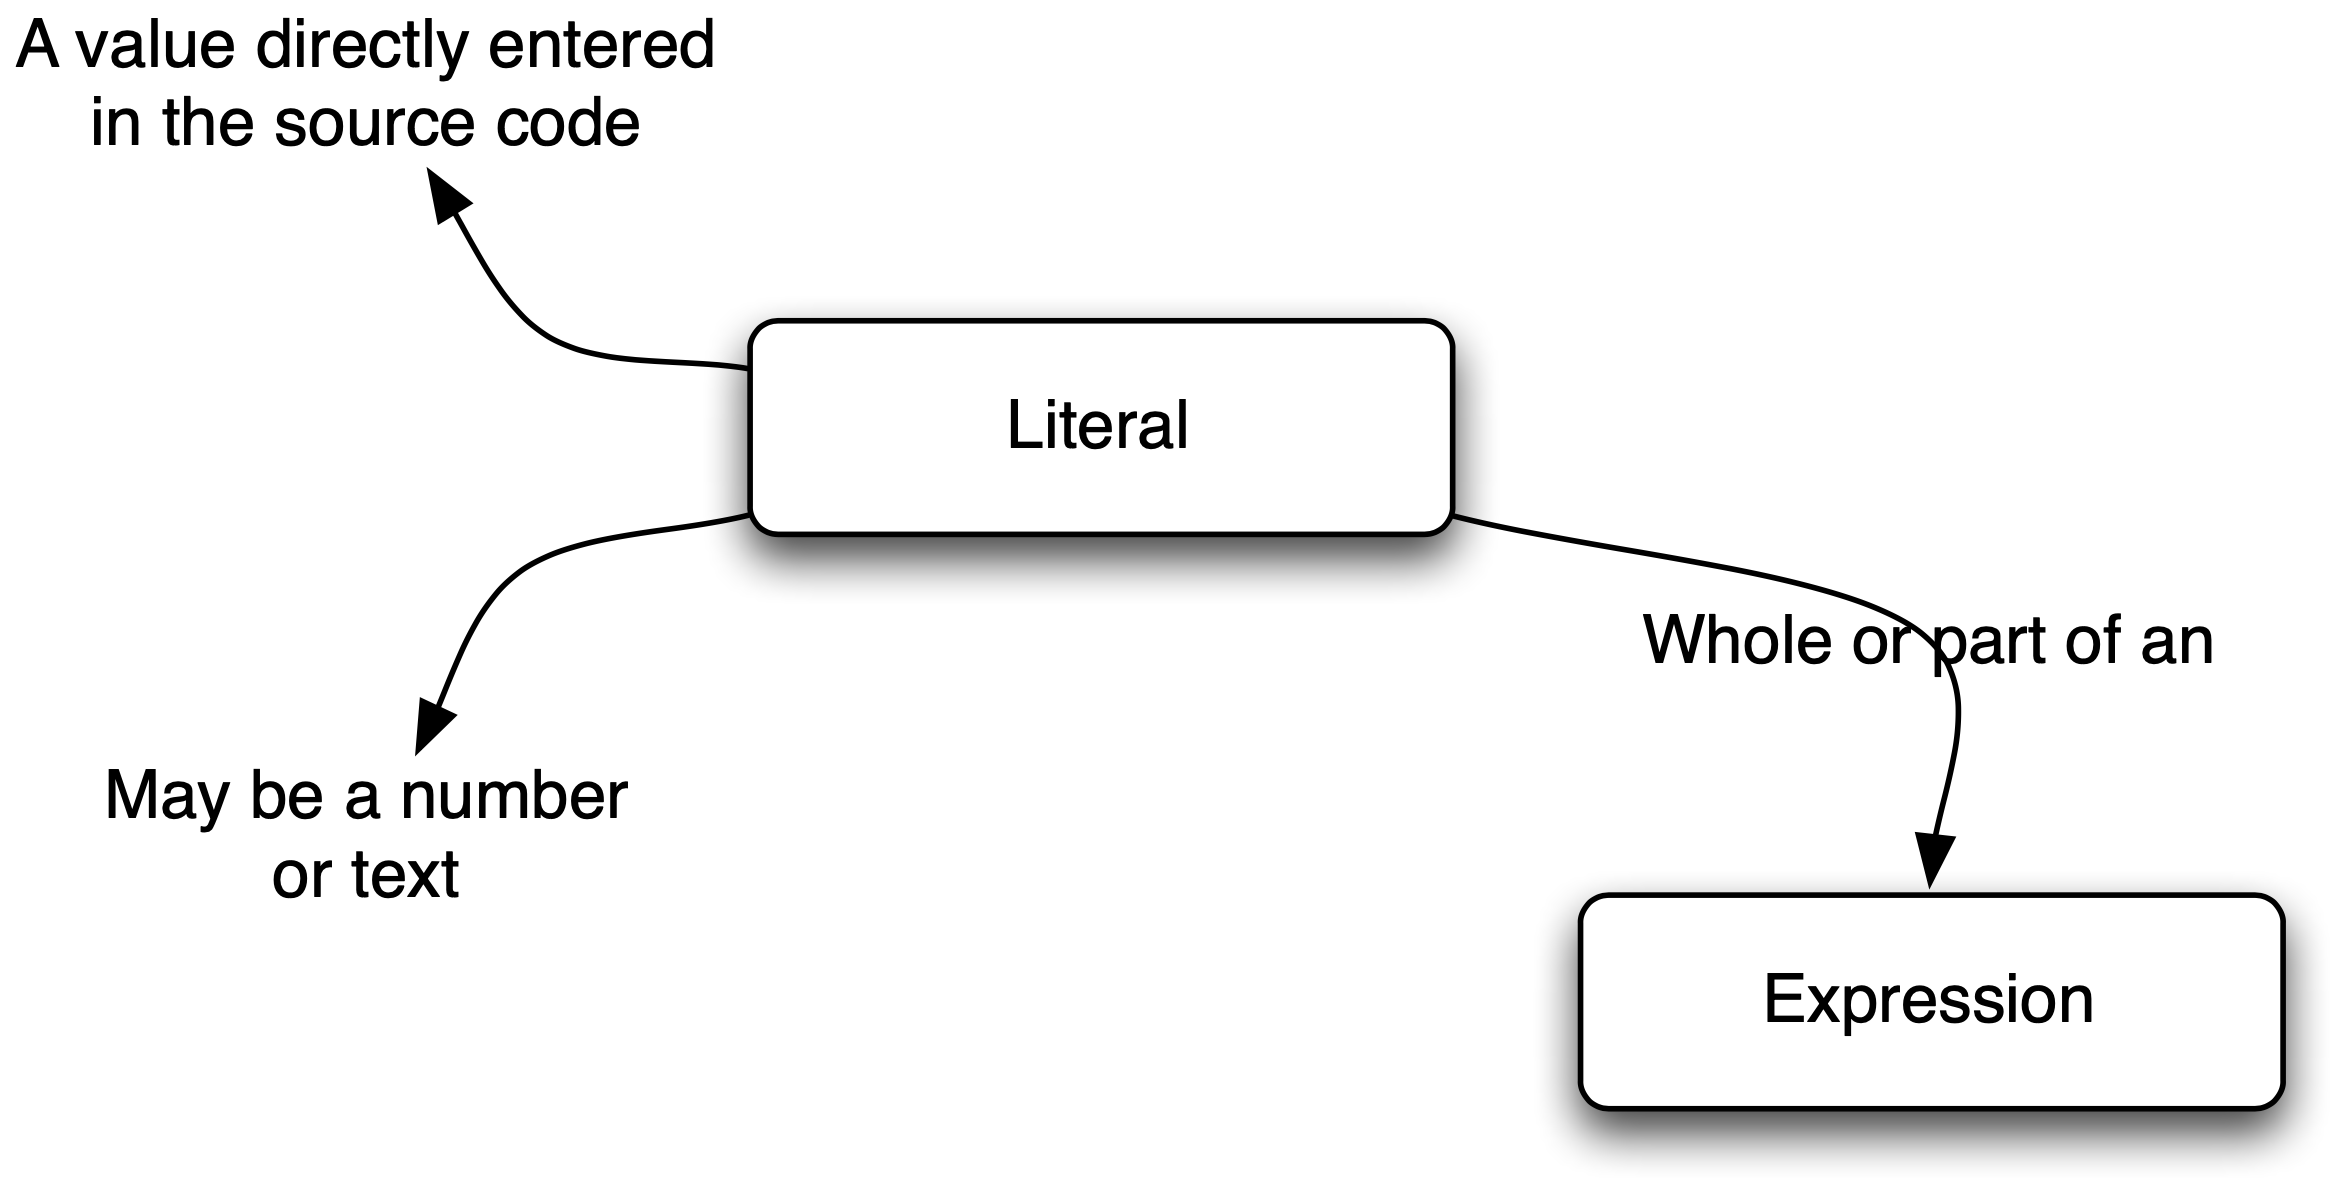 A value directly entered
in the source code
Literal
Whole or part of an
May be a number
or text
Expression